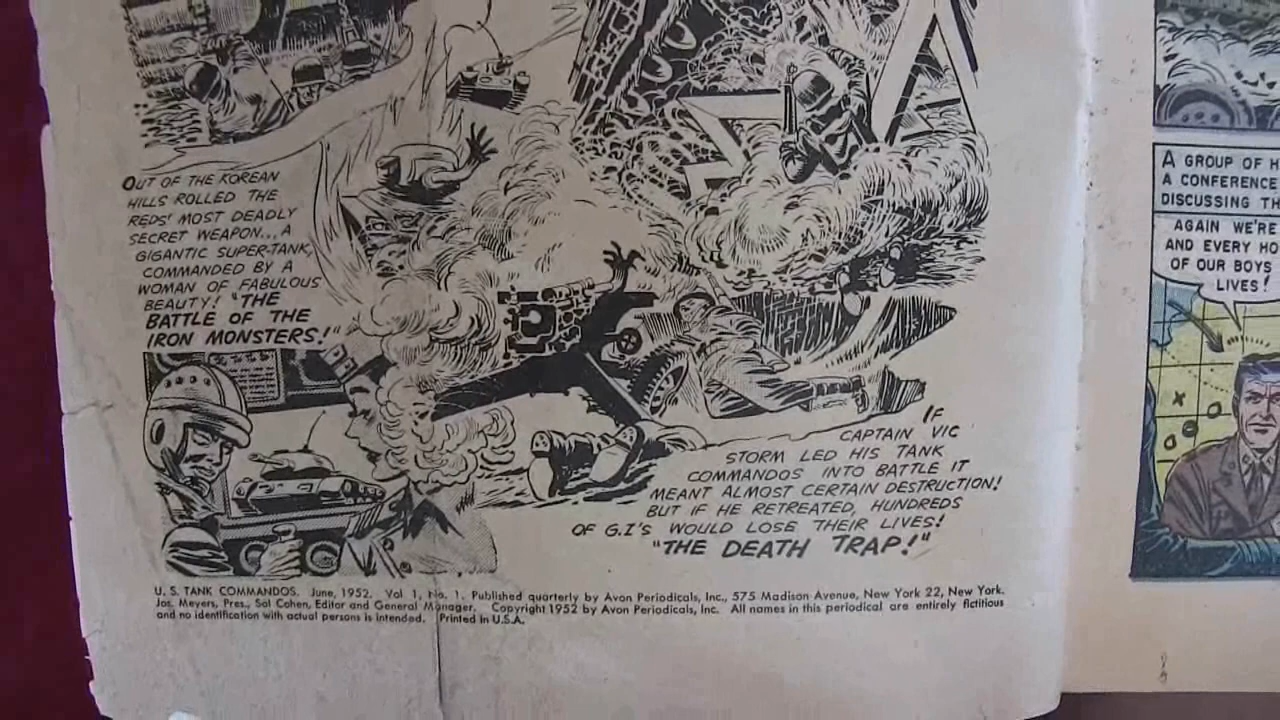 OUT OF THE KOREAN
HILLS ROLLED THE
REDS' MOST DEADLY
SECRET WEAPON... A
GIGANTIC SUPER-TANK,
COMMANDED BY A
WOMAN OF FABULOUS
BEAUTY! "THE
BATTLE OF THE
IRON MONSTERS!"
IF
CAPTAIN VIC
STORM LED HIS TANK
COMMANDOS INTO BATTLE IT
MEANT ALMOST CERTAIN DESTRUCTION!
BUT IF HE RETREATED, HUNDREDS
OF G.I'S WOULD LOSE THEIR LIVES!
"THE DEATH TRAP!"
U. S. TANK COMMANDOS. June, 1952. Vol 1, No. 1. Published quarterly by Avon Periodicals, Inc., 575 Madison Avenue, New York 22, New York.
Jos. Meyers, Pres., Sol Cohen, Editor and General Manager. Copyright 1952 by Avon Periodicals, Inc. All names in this periodical are entirely fictitious
and no identification with actual persons is intended. Printed in U.S.A.
A GROUP OF H
A CONFERENCE
DISCUSSING TH
AGAIN WE'RE
AND EVERY HO
OF OUR BOYS
LIVES!